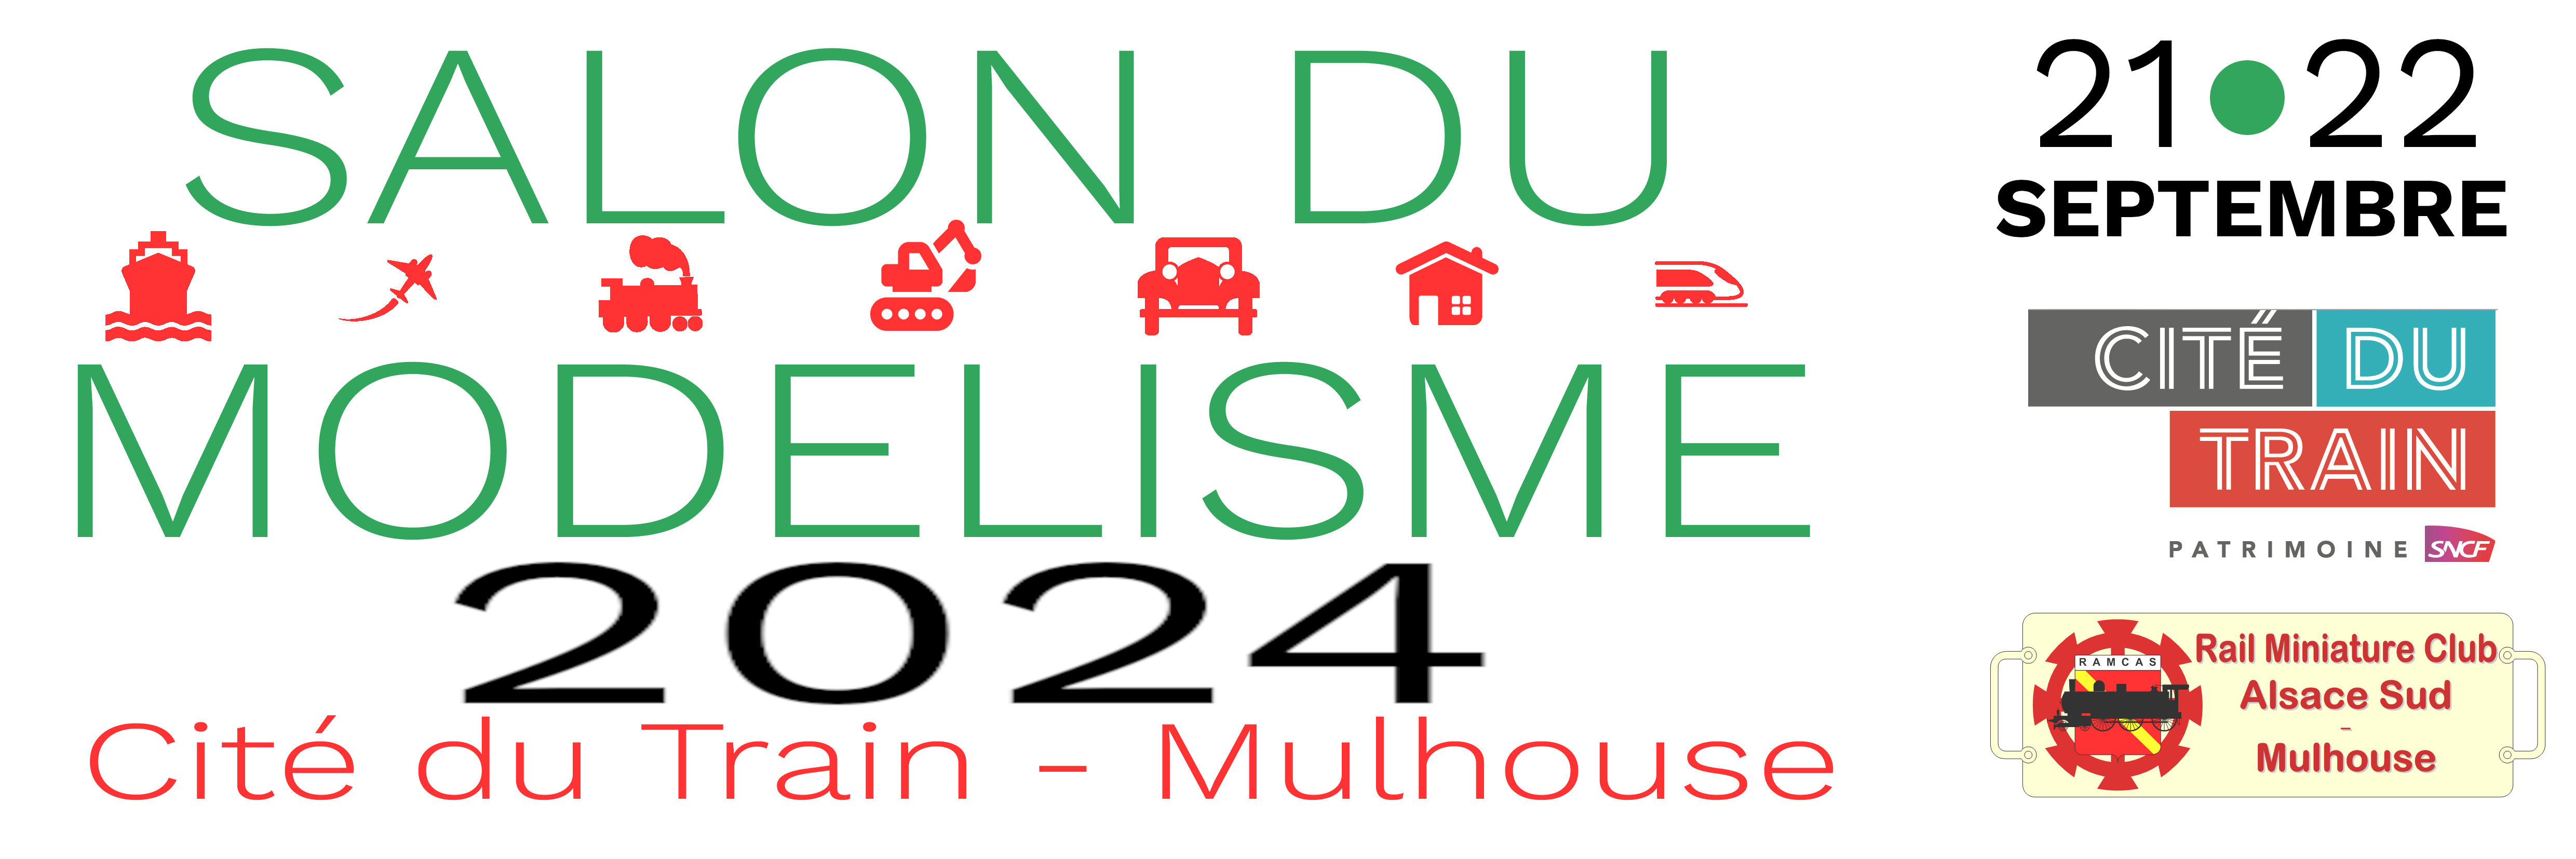 SALON DU
MODELISME
2024
Cité du Train - Mulhouse
21•22
SEPTEMBRE
CITÉ DU
TRAIN
PATRIMOINE SNCF
RAMCAS
Rail Miniature Club
Alsace Sud
-
Mulhouse